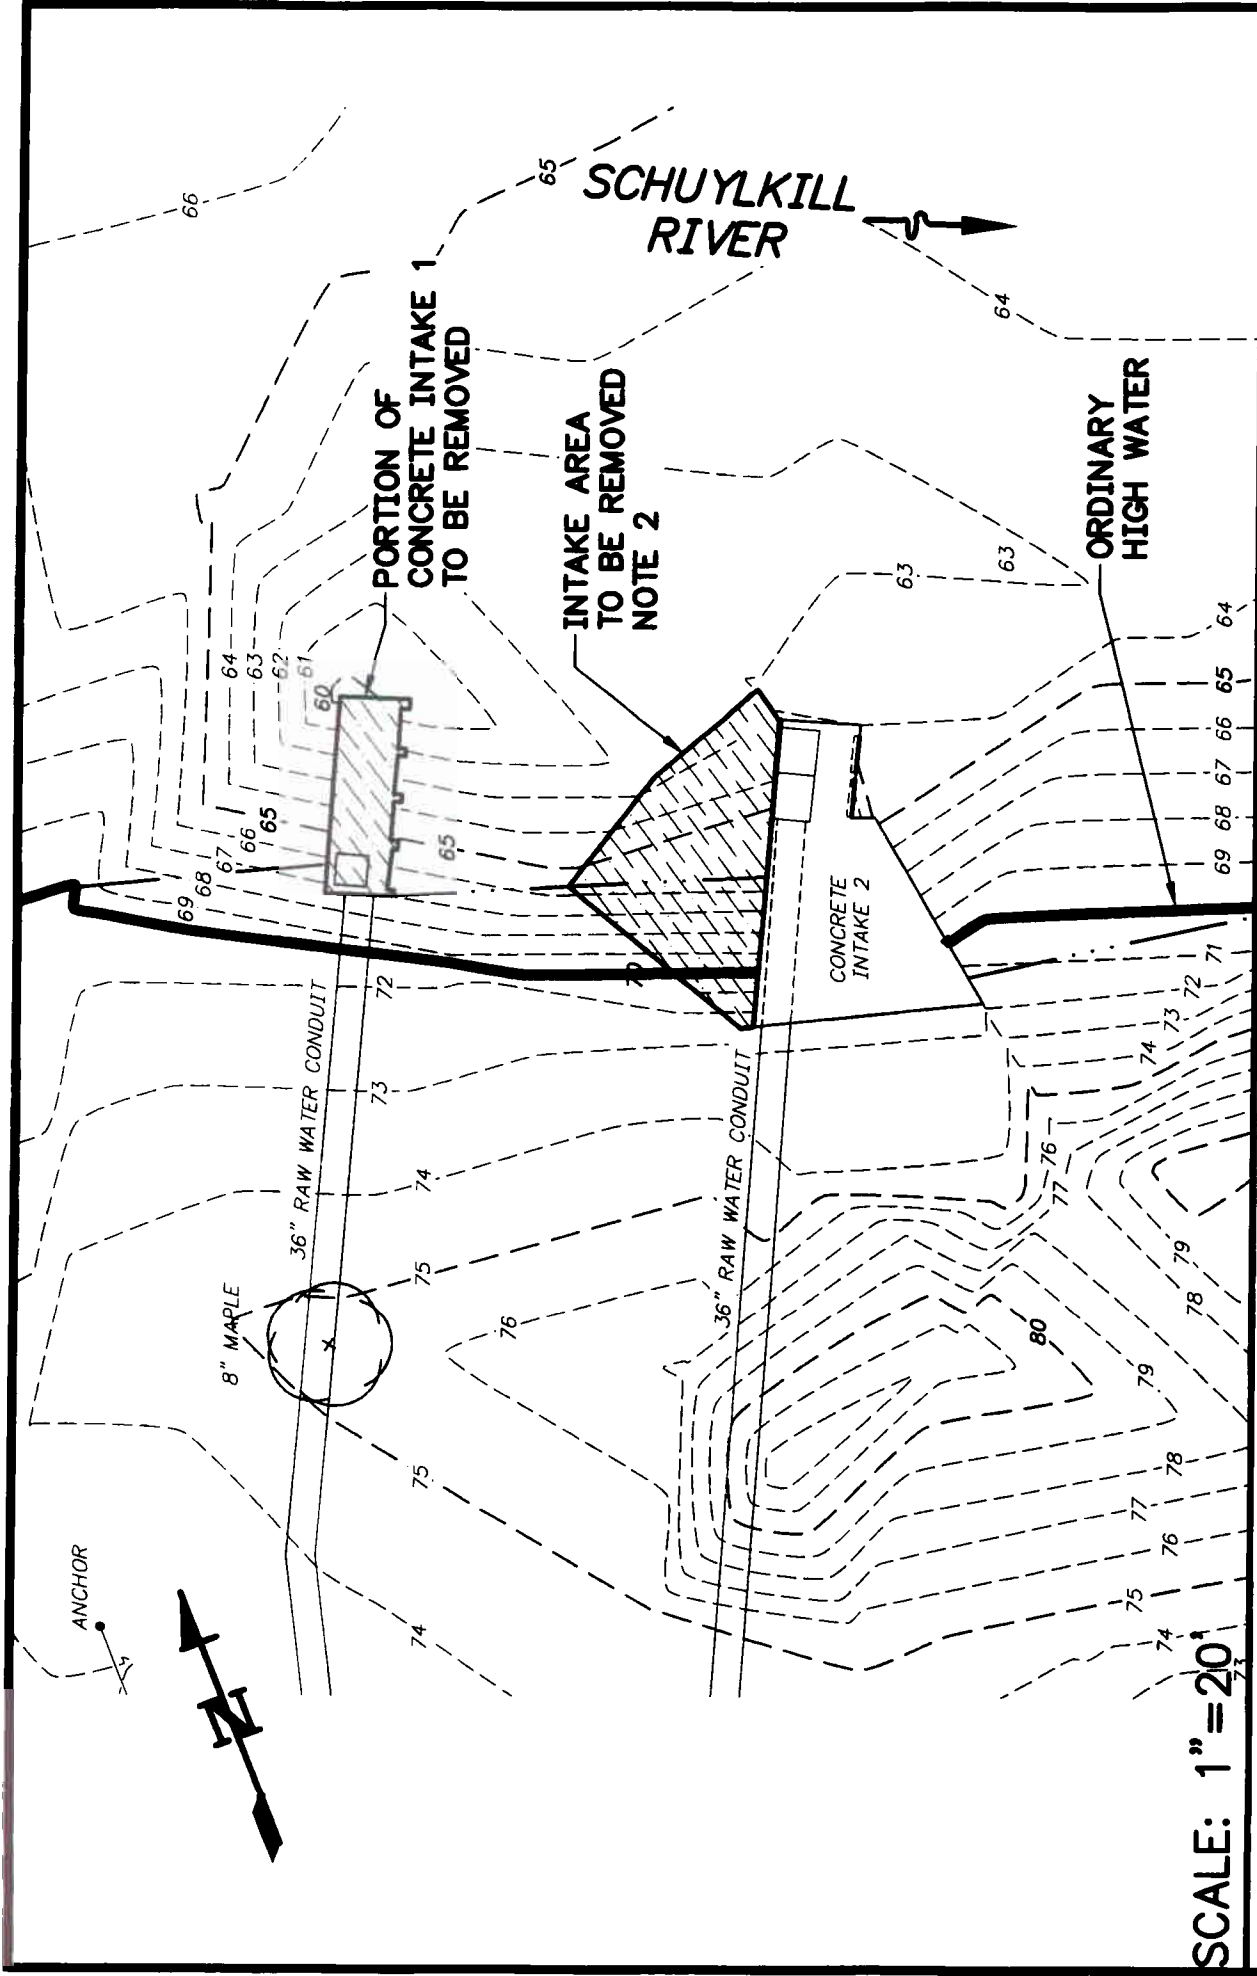 SCHUYLKILL
RIVER
PORTION OF
CONCRETE INTAKE 1
TO BE REMOVED
INTAKE AREA
TO BE REMOVED
NOTE 2
ORDINARY
HIGH WATER
CONCRETE
INTAKE 2
36" RAW WATER CONDUIT
36" RAW WATER CONDUIT
8" MAPLE
ANCHOR
N
SCALE: 1"=20'
66
65
64
63
63
64
65
66
67
68
69
64
63
62
61
60
65
66
67
68
69
65
70
71
72
73
74
72
73
74
75
76
75
74
76
77
79
78
80
79
78
77
76
75
74
73